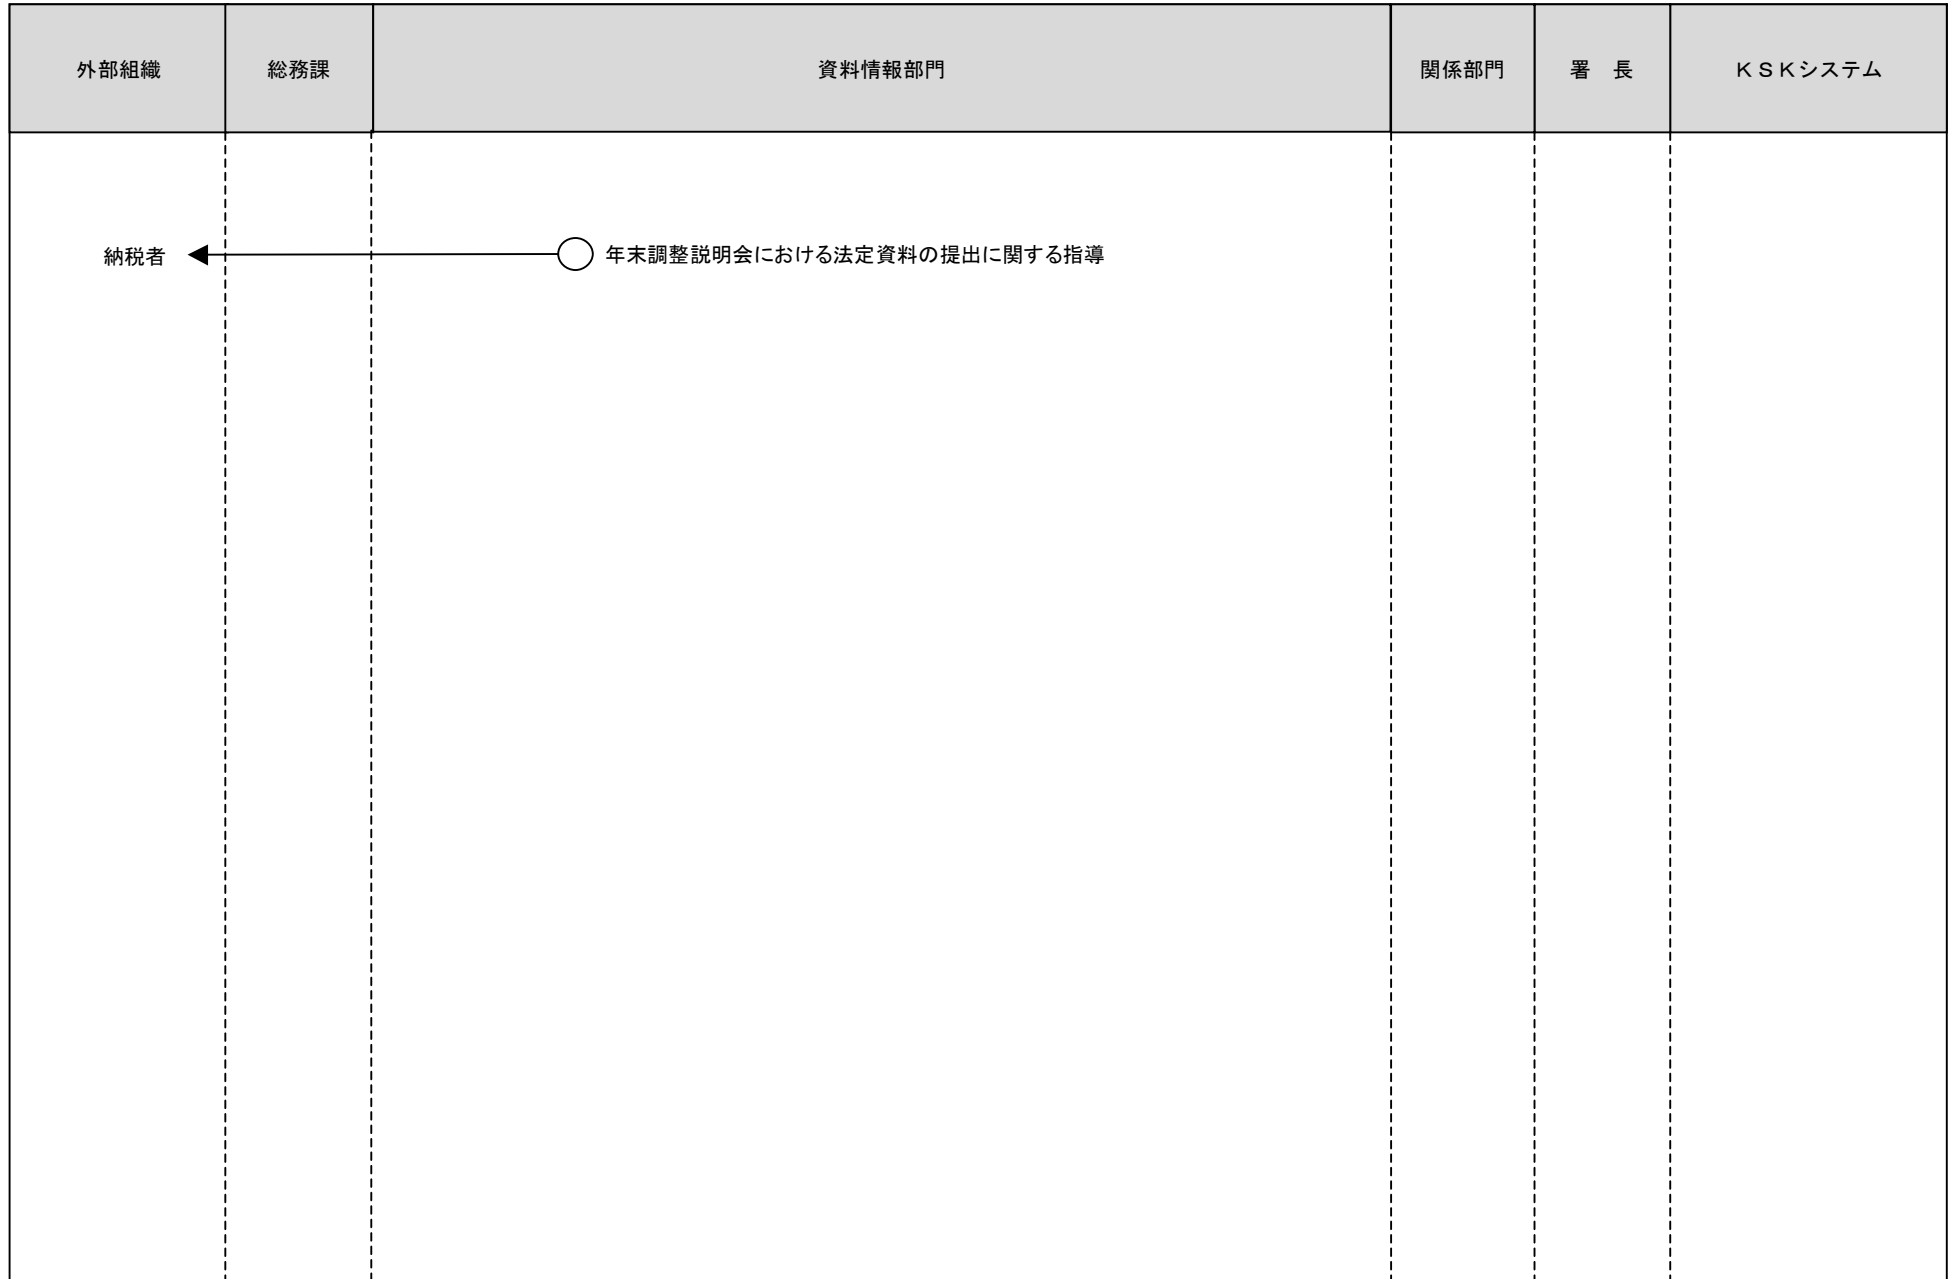 外部組織
総務課
資料情報部門
関係部門
署　長
ＫＳＫシステム
納税者
年末調整説明会における法定資料の提出に関する指導